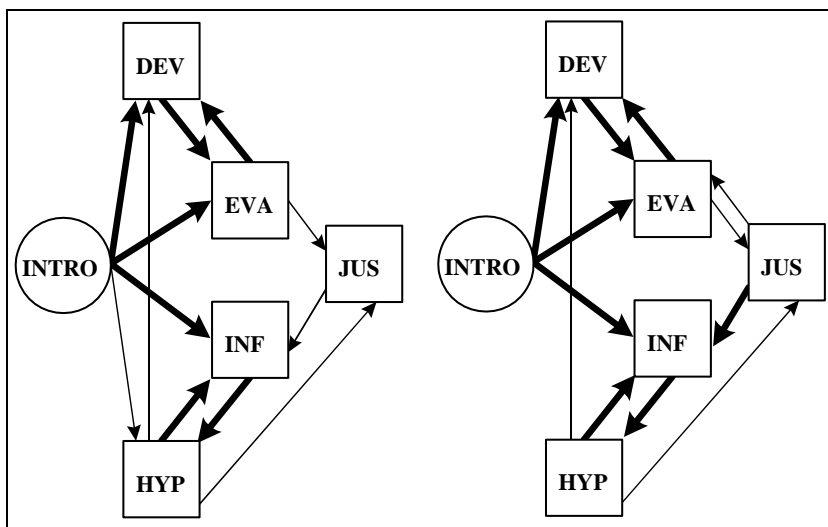 DEV
EVA
INTRO
JUS
INF
HYP
DEV
EVA
INTRO
JUS
INF
HYP